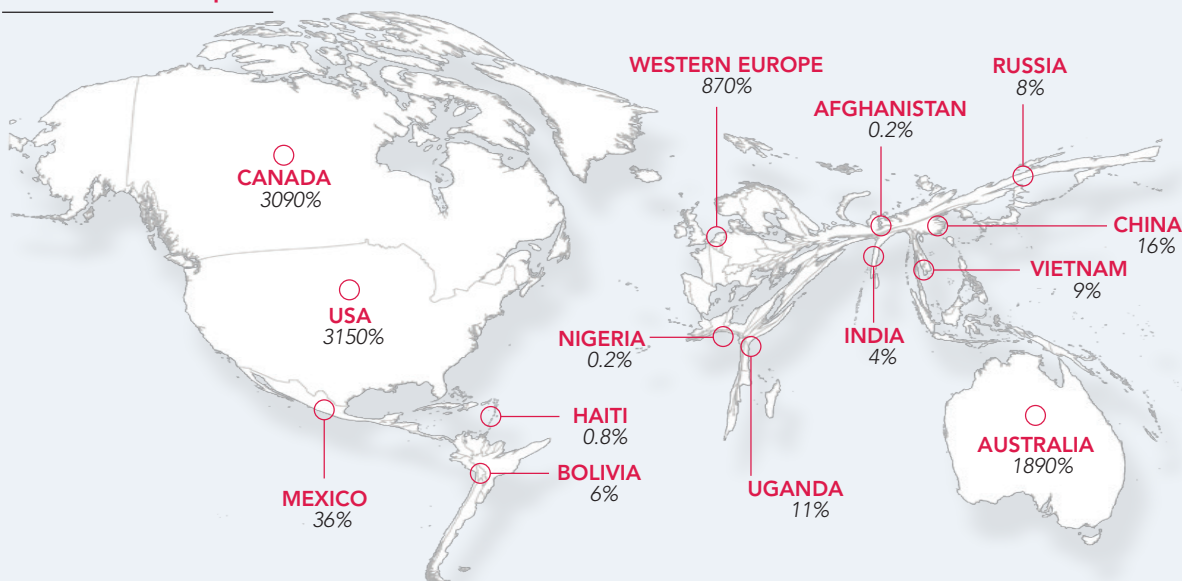 WESTERN EUROPE
870%
RUSSIA
8%
AFGHANISTAN
0.2%
CANADA
3090%
CHINA
16%
VIETNAM
9%
USA
3150%
NIGERIA
0.2%
INDIA
4%
HAITI
0.8%
AUSTRALIA
1890%
BOLIVIA
6%
UGANDA
11%
MEXICO
36%